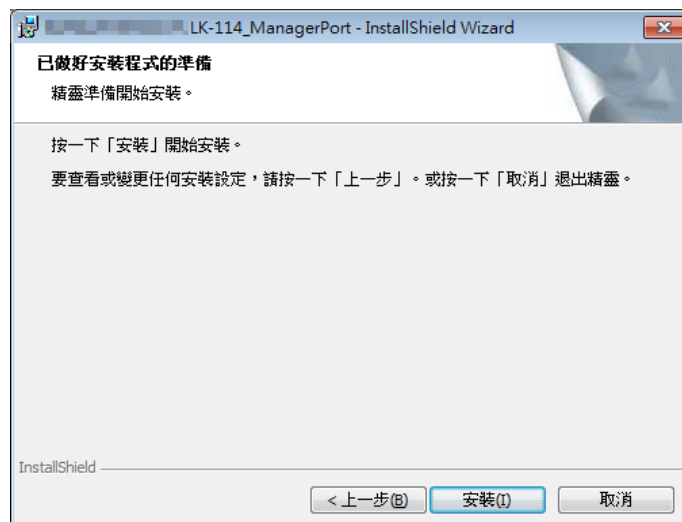 LK-114_ManagerPort - InstallShield Wizard
已做好安裝程式的準備
精靈準備開始安裝。
按一下「安裝」開始安裝。
要查看或變更任何安裝設定，請按一下「上一步」。或按一下「取消」退出精靈。
InstallShield
< 上一步(B)
安裝(I)
取消